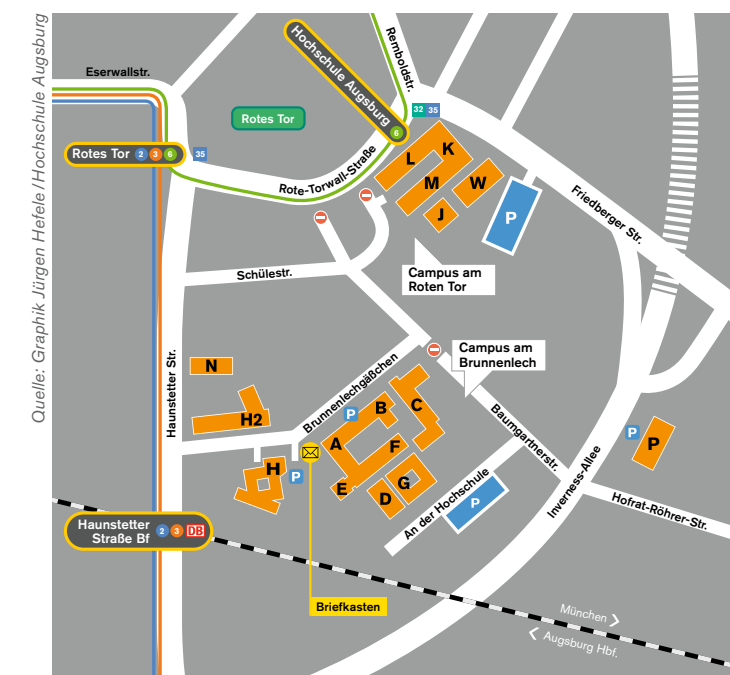 Quelle: Graphik Jürgen Hefele / Hochschule Augsburg
Eserwallstr.
Hochschule Augsburg 6
Remboldstr.
32 35
Rotes Tor
Rotes Tor 2 3 6
35
Rote-Torwall-Straße
L
K
M
W
J
P
Friedberger Str.
Schülestr.
Campus am
Roten Tor
Haunstetter Str.
N
H2
Brunnenlechgäßchen
Campus am
Brunnenlech
P
B
C
A
F
E
D
G
H
P
Baumgartnerstr.
An der Hochschule
P
Inverness-Allee
P
P
Hofrat-Röhrer-Str.
Haunstetter
Straße Bf
2 3 DB
Briefkasten
München
Augsburg Hbf.